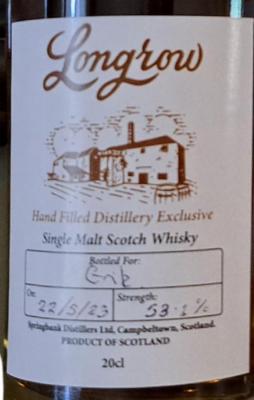 Longrow
Hand Filled Distillery Exclusive
Single Malt Scotch Whisky
Bottled For:
Erik
On:
22/5/23
Strength:
53.1%
Springbank Distillers Ltd, Campbeltown, Scotland.
PRODUCT OF SCOTLAND
20cl